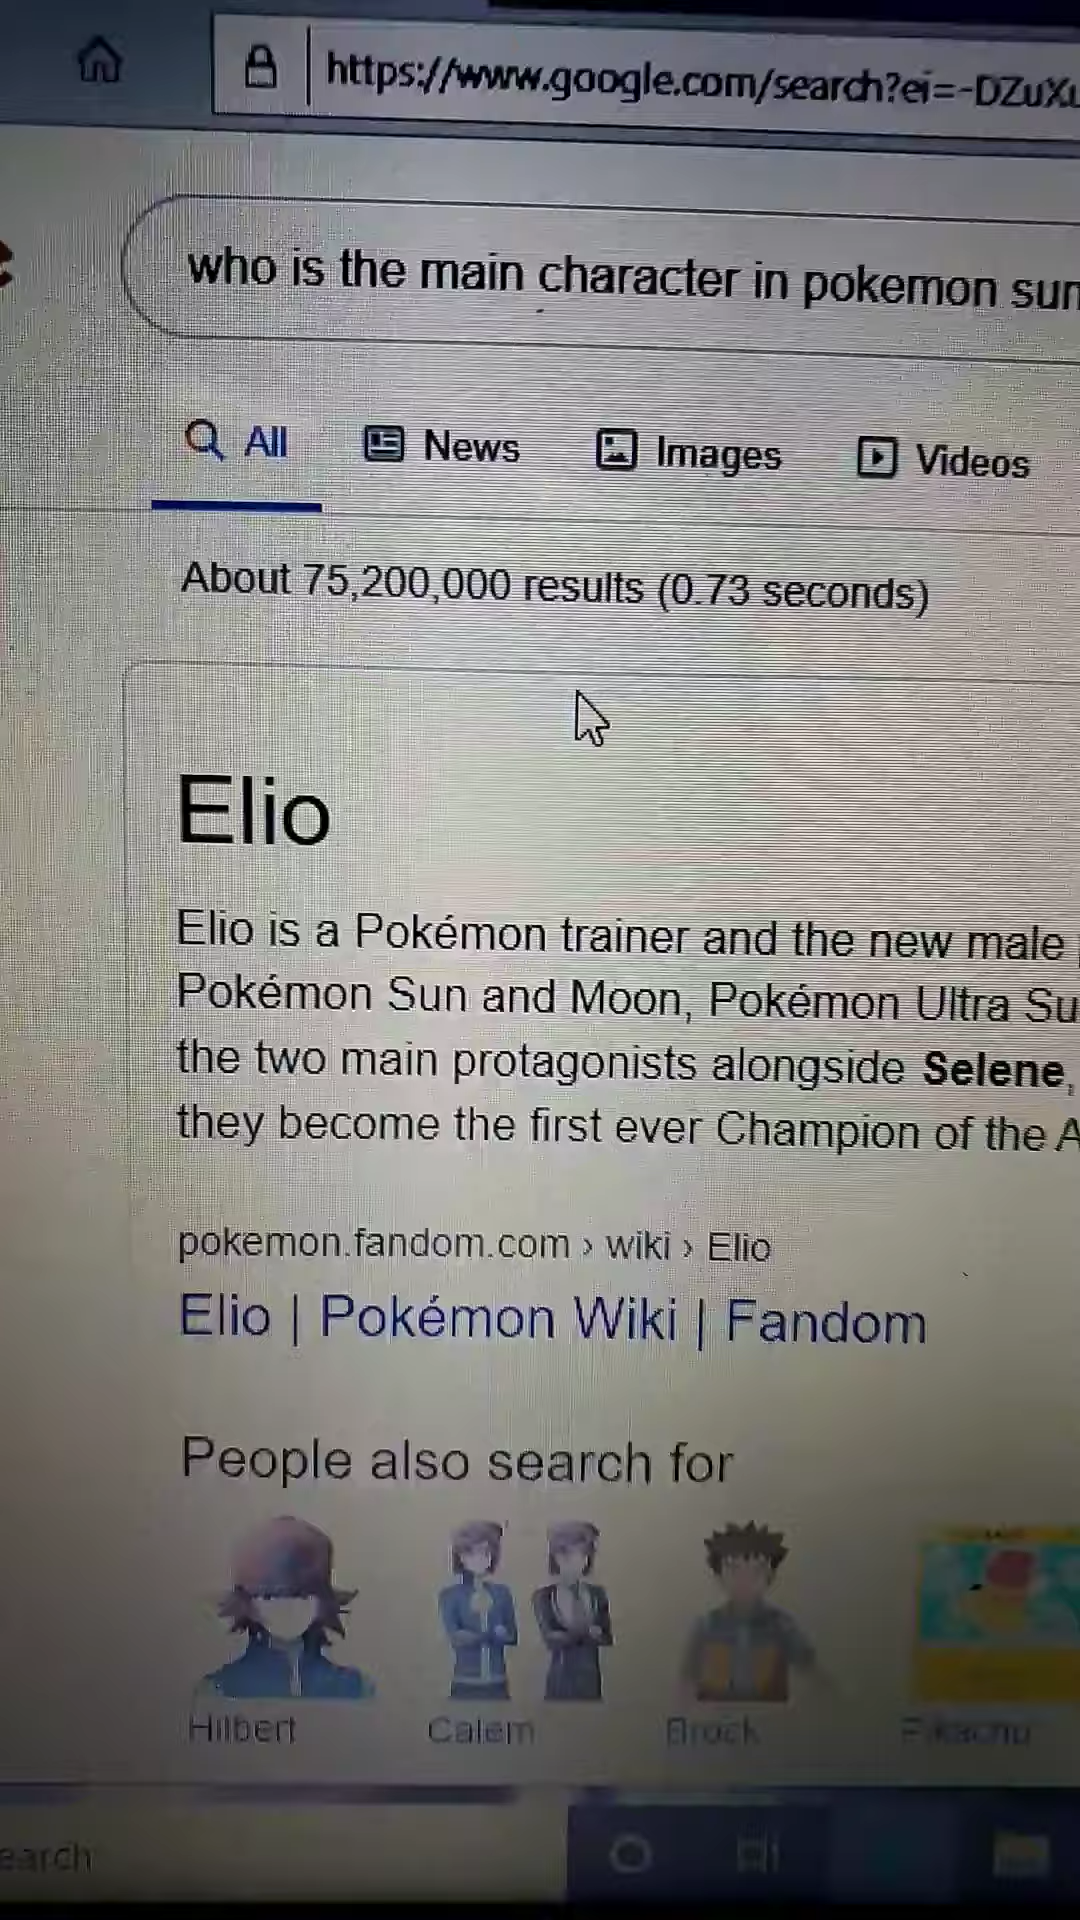 https://www.google.com/search?ei=-DZuXu
who is the main character in pokemon sun
All News Images Videos
About 75,200,000 results (0.73 seconds)
Elio
Elio is a Pokémon trainer and the new male
Pokémon Sun and Moon, Pokémon Ultra Su
the two main protagonists alongside Selene,
they become the first ever Champion of the A
pokemon.fandom.com › wiki › Elio
Elio | Pokémon Wiki | Fandom
People also search for
Hilbert Calem Brock Pikachu
earch